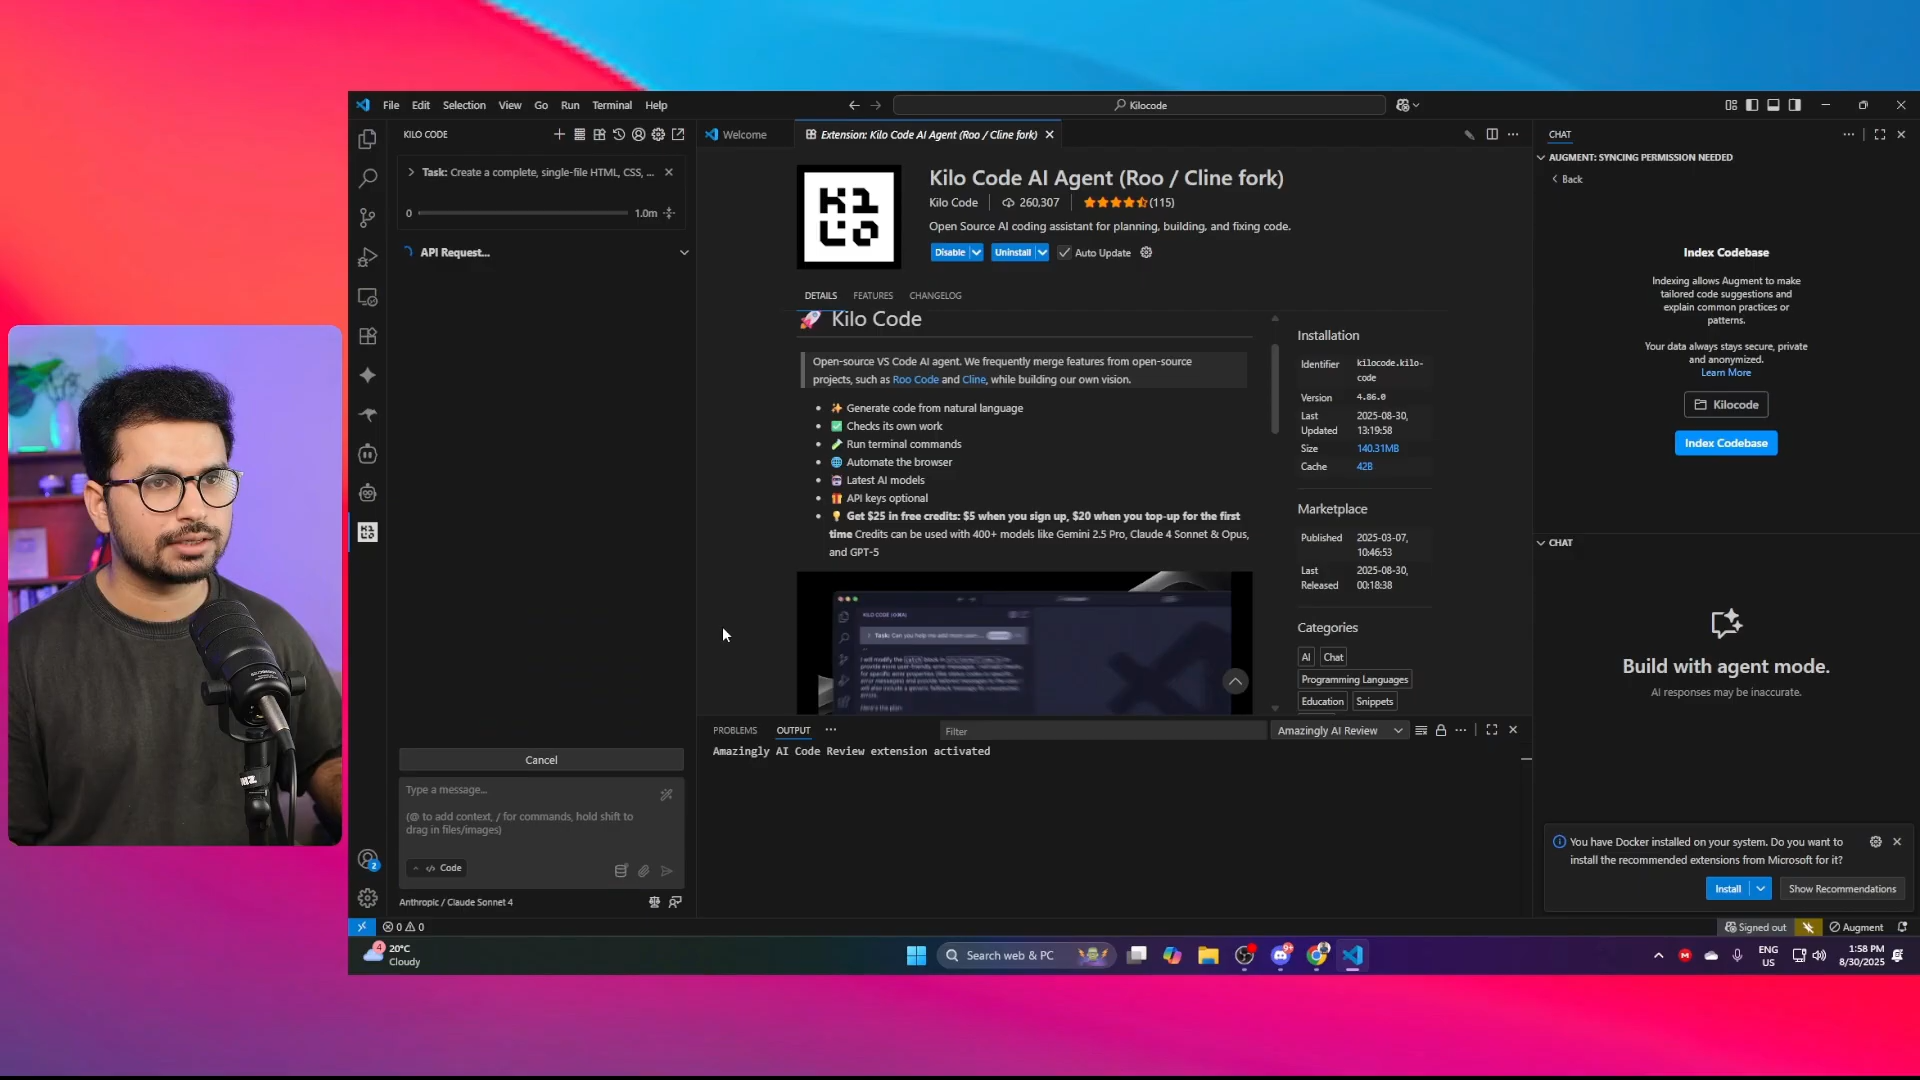 File Edit Selection View Go Run Terminal Help
Kilocode
KILO CODE
Task: Create a complete, single-file HTML, CSS, ...
0 1.0m
API Request...
Cancel
Type a message...
(@ to add context, / for commands, hold shift to
drag in files/images)
Code
Anthropic / Claude Sonnet 4
Welcome
Extension: Kilo Code AI Agent (Roo / Cline fork)
KILO
Kilo Code AI Agent (Roo / Cline fork)
Kilo Code 260,307 (115)
Open Source AI coding assistant for planning, building, and fixing code.
Disable Uninstall Auto Update
DETAILS FEATURES CHANGELOG
Kilo Code
Open-source VS Code AI agent. We frequently merge features from open-source
projects, such as Roo Code and Cline, while building our own vision.
Generate code from natural language
Checks its own work
Run terminal commands
Automate the browser
Latest AI models
API keys optional
Get $25 in free credits: $5 when you sign up, $20 when you top-up for the first
time Credits can be used with 400+ models like Gemini 2.5 Pro, Claude 4 Sonnet & Opus,
and GPT-5
Installation
Identifier kilocode.kilo-
code
Version 4.86.0
Last 2025-08-30,
Updated 13:19:58
Size 140.31MB
Cache 42B
Marketplace
Published 2025-03-07,
10:46:53
Last 2025-08-30,
Released 00:18:38
Categories
AI Chat
Programming Languages
Education Snippets
PROBLEMS OUTPUT
Filter
Amazingly AI Review
Amazingly AI Code Review extension activated
CHAT
AUGMENT: SYNCING PERMISSION NEEDED
Back
Index Codebase
Indexing allows Augment to make
tailored code suggestions and
explain common practices or
patterns.
Your data always stays secure, private
and anonymized.
Learn More
Kilocode
Index Codebase
CHAT
Build with agent mode.
AI responses may be inaccurate.
You have Docker installed on your system. Do you want to
install the recommended extensions from Microsoft for it?
Install Show Recommendations
2
0 0
Signed out Augment
4
20°C
Cloudy
Search web & PC
ENG
US
1:58 PM
8/30/2025